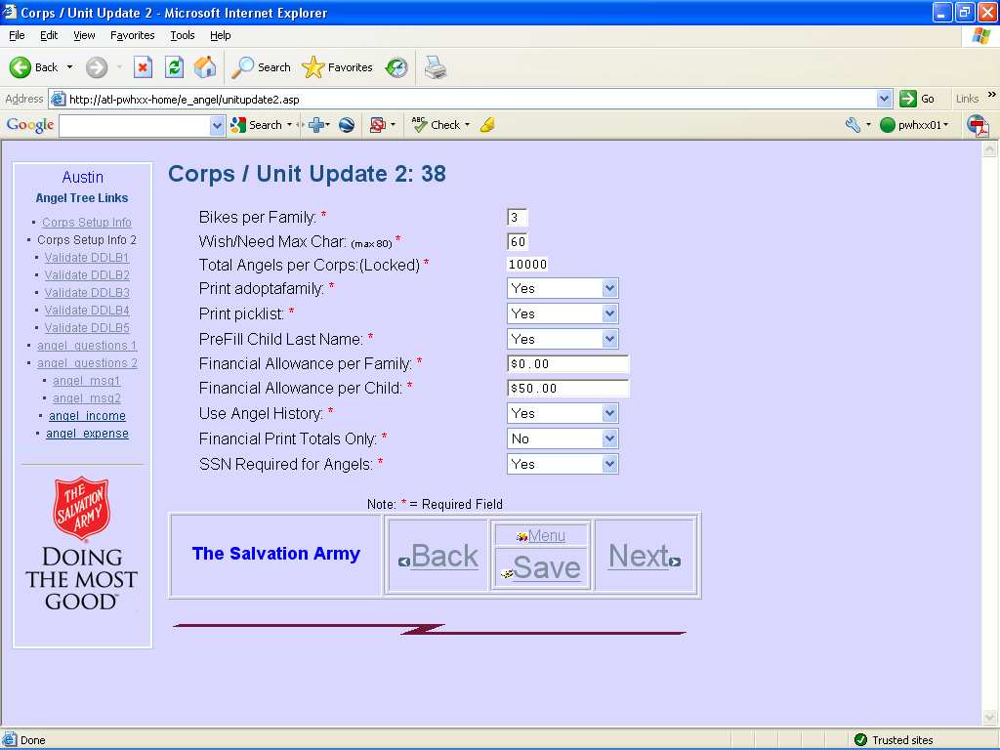 Corps / Unit Update 2 - Microsoft Internet Explorer
File Edit View Favorites Tools Help
Back Search Favorites
Address http://atl-pwhxx-home/e_angel/unitupdate2.asp Go Links »
Google Search Check pwhxx01
Austin
Angel Tree Links
Corps Setup Info
Corps Setup Info 2
Validate DDLB1
Validate DDLB2
Validate DDLB3
Validate DDLB4
Validate DDLB5
angel_questions 1
angel_questions 2
angel_msg1
angel_msg2
angel_income
angel_expense
THE
SALVATION
ARMY
DOING
THE MOST
GOOD™
Corps / Unit Update 2: 38
Bikes per Family: * 3
Wish/Need Max Char: (max 80) * 60
Total Angels per Corps:(Locked) * 10000
Print adoptafamily: * Yes
Print picklist: * Yes
PreFill Child Last Name: * Yes
Financial Allowance per Family: * $0.00
Financial Allowance per Child: * $50.00
Use Angel History: * Yes
Financial Print Totals Only: * No
SSN Required for Angels: * Yes
Note: * = Required Field
The Salvation Army
Back
Menu
Save
Next
Done
Trusted sites